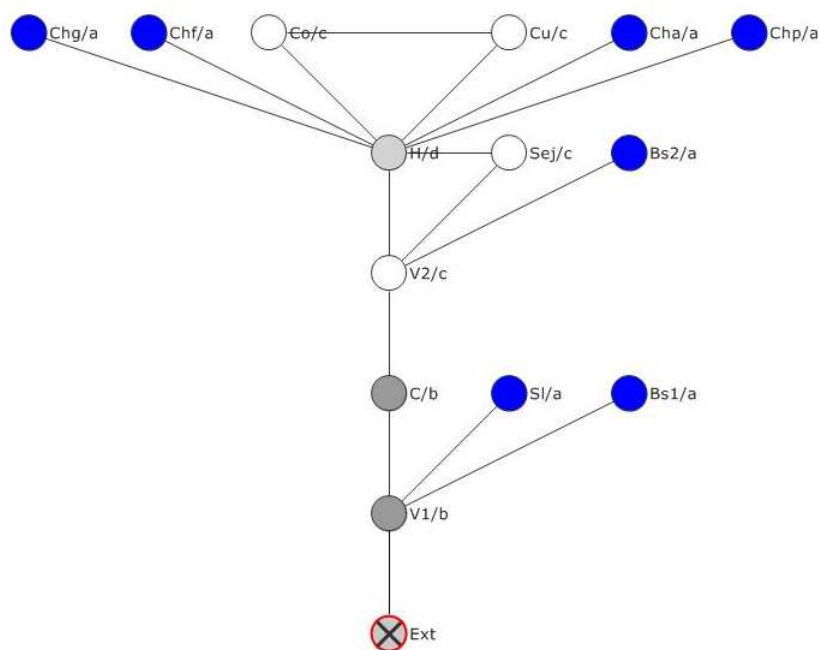 Chg/a
Chf/a
Co/c
Cu/c
Cha/a
Chp/a
H/d
Sej/c
Bs2/a
V2/c
C/b
Sl/a
Bs1/a
V1/b
Ext